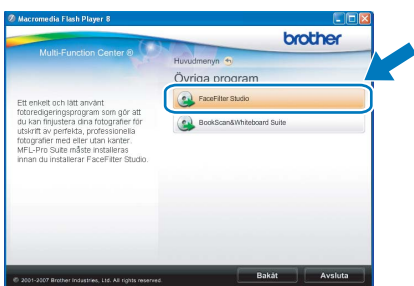 Macromedia Flash Player 8
brother
Multi-Function Center ®
Huvudmenyn
Övriga program
FaceFilter Studio
BookScan&Whiteboard Suite
Ett enkelt och lätt använt
fotoredigeringsprogram som gör att
du kan finjustera dina fotografier för
utskrift av perfekta, professionella
fotografier med eller utan kanter.
MFL-Pro Suite måste installeras
innan du installerar FaceFilter Studio.
© 2001-2007 Brother Industries, Ltd. All rights reserved.
Bakåt
Avsluta